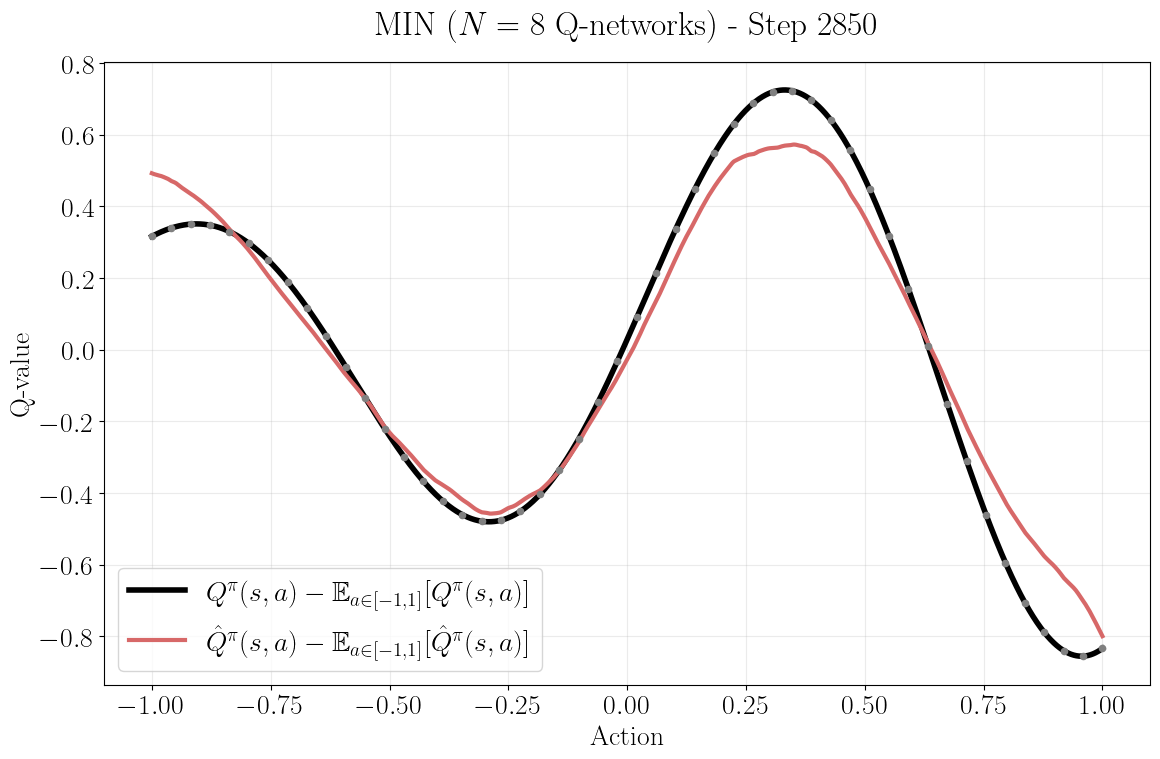 MIN (N = 8 Q-networks) - Step 2850
Q-value
0.8
0.6
0.4
0.2
0.0
−0.2
−0.4
−0.6
−0.8
Q^π(s, a) − 𝔼_{a∈[−1,1]}[Q^π(s, a)]
Q̂^π(s, a) − 𝔼_{a∈[−1,1]}[Q̂^π(s, a)]
−1.00 −0.75 −0.50 −0.25 0.00 0.25 0.50 0.75 1.00
Action